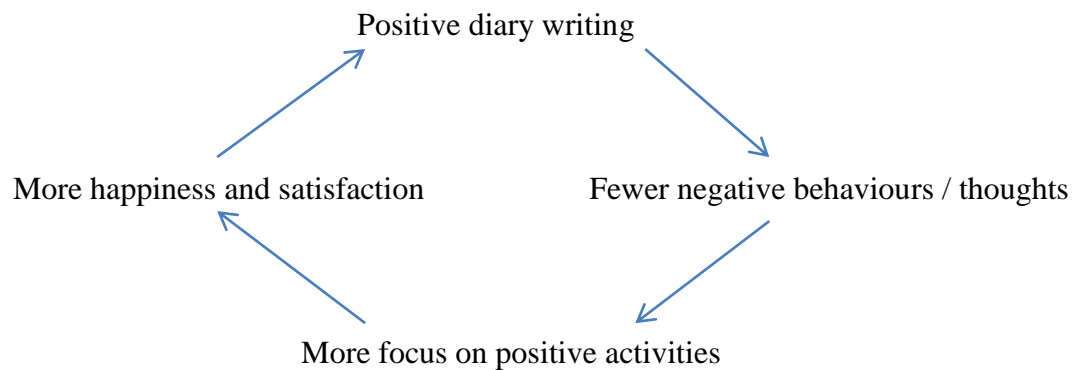 Positive diary writing
More happiness and satisfaction
Fewer negative behaviours / thoughts
More focus on positive activities